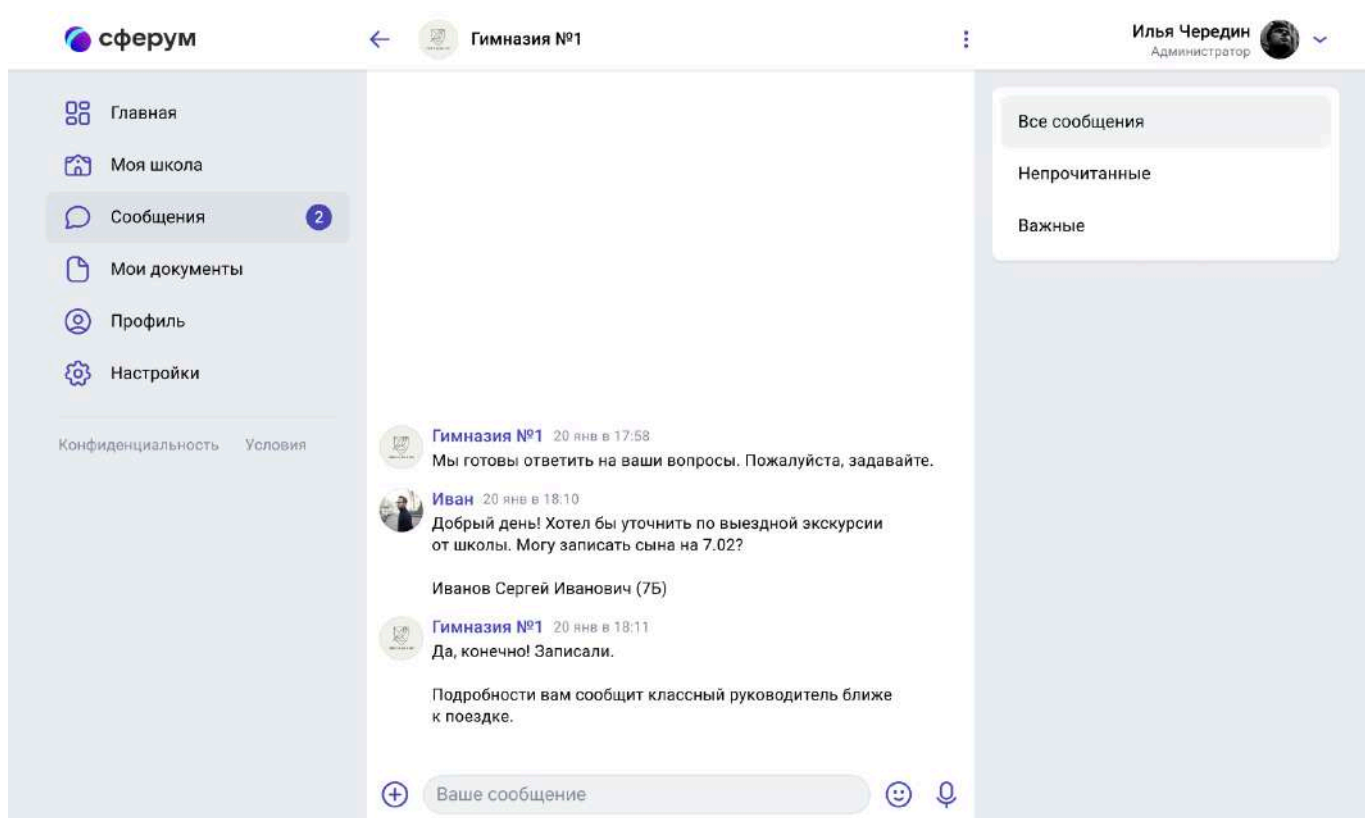 сферум
Гимназия №1
Илья Чередин
Администратор
Главная
Моя школа
Сообщения 2
Мои документы
Профиль
Настройки
Конфиденциальность Условия
Гимназия №1 20 янв в 17:58
Мы готовы ответить на ваши вопросы. Пожалуйста, задавайте.
Иван 20 янв в 18:10
Добрый день! Хотел бы уточнить по выездной экскурсии
от школы. Могу записать сына на 7.02?
Иванов Сергей Иванович (7Б)
Гимназия №1 20 янв в 18:11
Да, конечно! Записали.
Подробности вам сообщит классный руководитель ближе
к поездке.
Ваше сообщение
Все сообщения
Непрочитанные
Важные